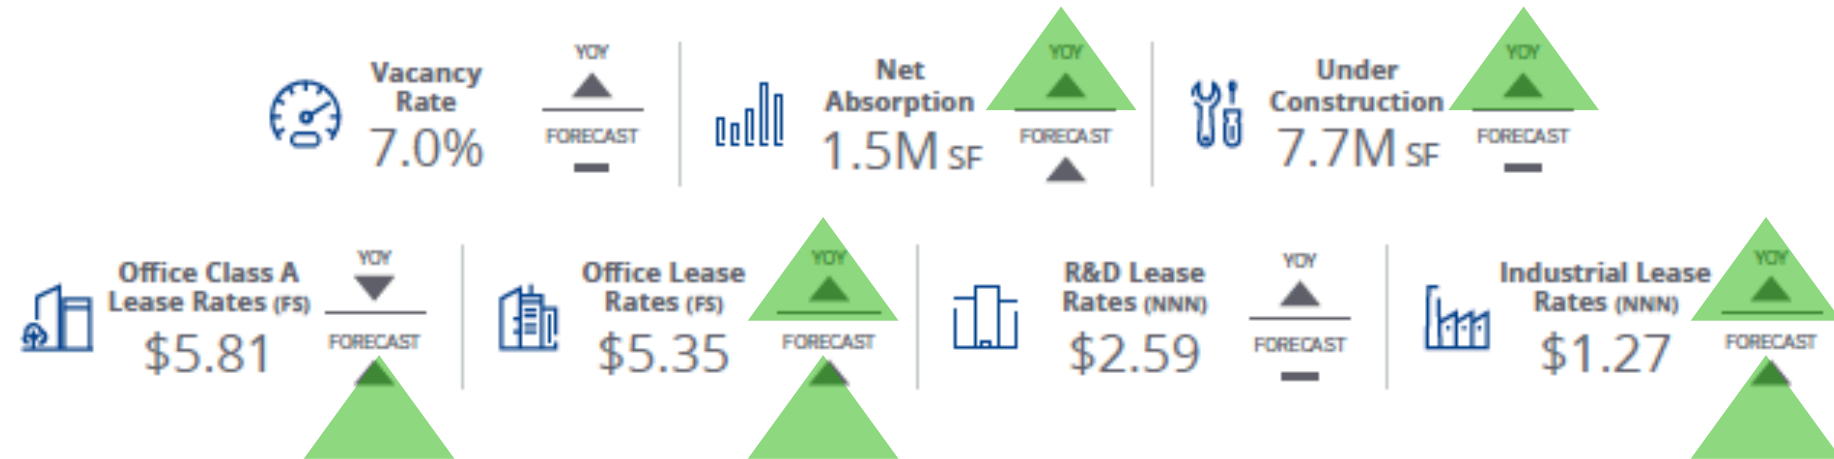 Vacancy
Rate
7.0%
YOY
FORECAST
Net
Absorption
1.5M SF
YOY
FORECAST
Under
Construction
7.7M SF
YOY
FORECAST
Office Class A
Lease Rates (FS)
$5.81
YOY
FORECAST
Office Lease
Rates (FS)
$5.35
YOY
FORECAST
R&D Lease
Rates (NNN)
$2.59
YOY
FORECAST
Industrial Lease
Rates (NNN)
$1.27
YOY
FORECAST